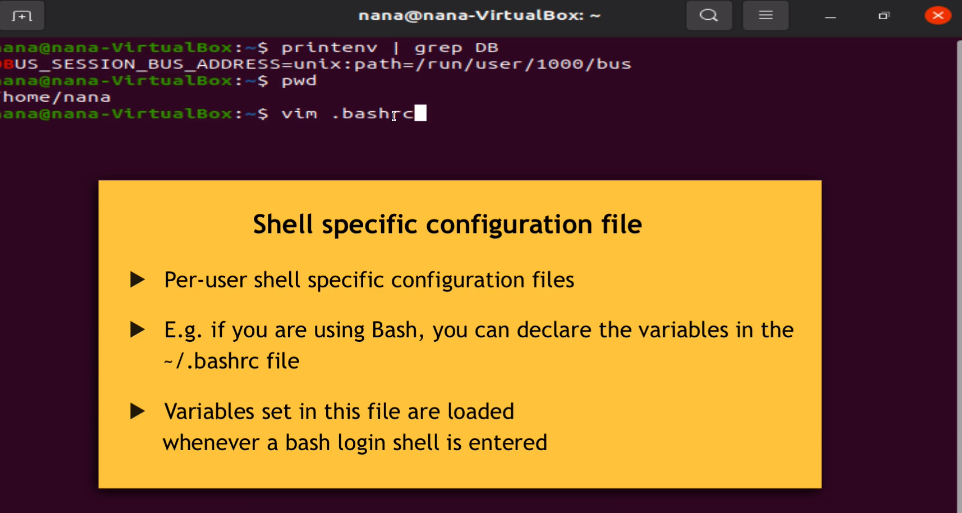 nana@nana-VirtualBox: ~
nana@nana-VirtualBox:~$ printenv | grep DB
DBUS_SESSION_BUS_ADDRESS=unix:path=/run/user/1000/bus
nana@nana-VirtualBox:~$ pwd
/home/nana
nana@nana-VirtualBox:~$ vim .bashrc
Shell specific configuration file
▶ Per-user shell specific configuration files
▶ E.g. if you are using Bash, you can declare the variables in the
~/.bashrc file
▶ Variables set in this file are loaded
whenever a bash login shell is entered